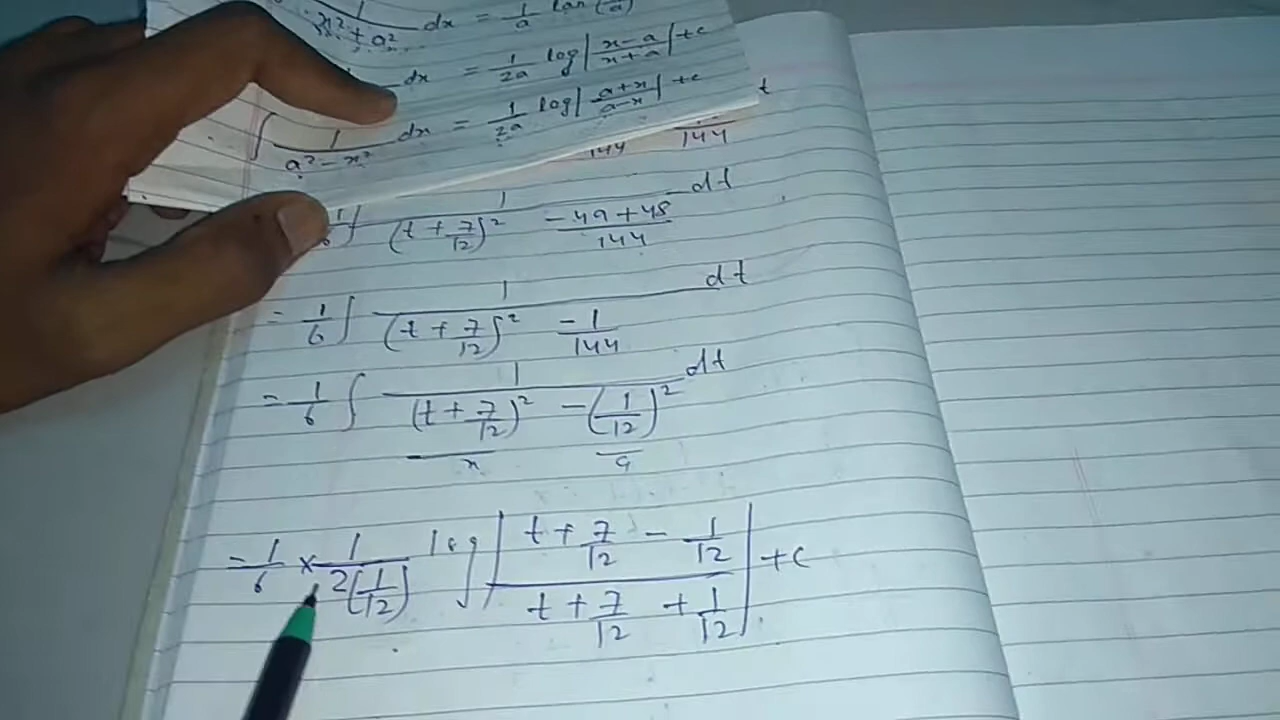 1/(x² + a²) dx = 1/a tan
dx = 1/2a log|(x-a)/(x+a)| + c
∫ 1/(a² - x²) dx = 1/2a log|(a+x)/(a-x)| + c
t
144 144
1/6 ∫ 1/((t + 7/12)² (-49+48)/144) dt
= 1/6 ∫ 1/((t + 7/12)² -1/144) dt
= 1/6 ∫ 1/((t + 7/12)² - (1/12)²) dt
x a
= 1/6 × 1/2(1/12) log |(t + 7/12 - 1/12)/(t + 7/12 + 1/12)| + c